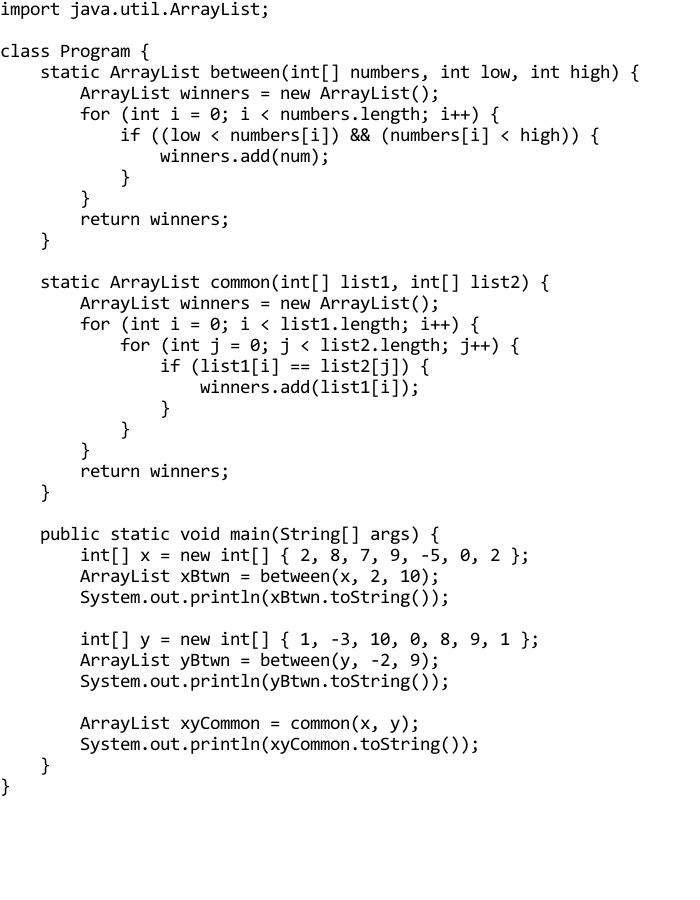 import java.util.ArrayList;

class Program {
    static ArrayList between(int[] numbers, int low, int high) {
        ArrayList winners = new ArrayList();
        for (int i = 0; i < numbers.length; i++) {
            if ((low < numbers[i]) && (numbers[i] < high)) {
                winners.add(num);
            }
        }
        return winners;
    }

    static ArrayList common(int[] list1, int[] list2) {
        ArrayList winners = new ArrayList();
        for (int i = 0; i < list1.length; i++) {
            for (int j = 0; j < list2.length; j++) {
                if (list1[i] == list2[j]) {
                    winners.add(list1[i]);
                }
            }
        }
        return winners;
    }

    public static void main(String[] args) {
        int[] x = new int[] { 2, 8, 7, 9, -5, 0, 2 };
        ArrayList xBtwn = between(x, 2, 10);
        System.out.println(xBtwn.toString());

        int[] y = new int[] { 1, -3, 10, 0, 8, 9, 1 };
        ArrayList yBtwn = between(y, -2, 9);
        System.out.println(yBtwn.toString());

        ArrayList xyCommon = common(x, y);
        System.out.println(xyCommon.toString());
    }
}